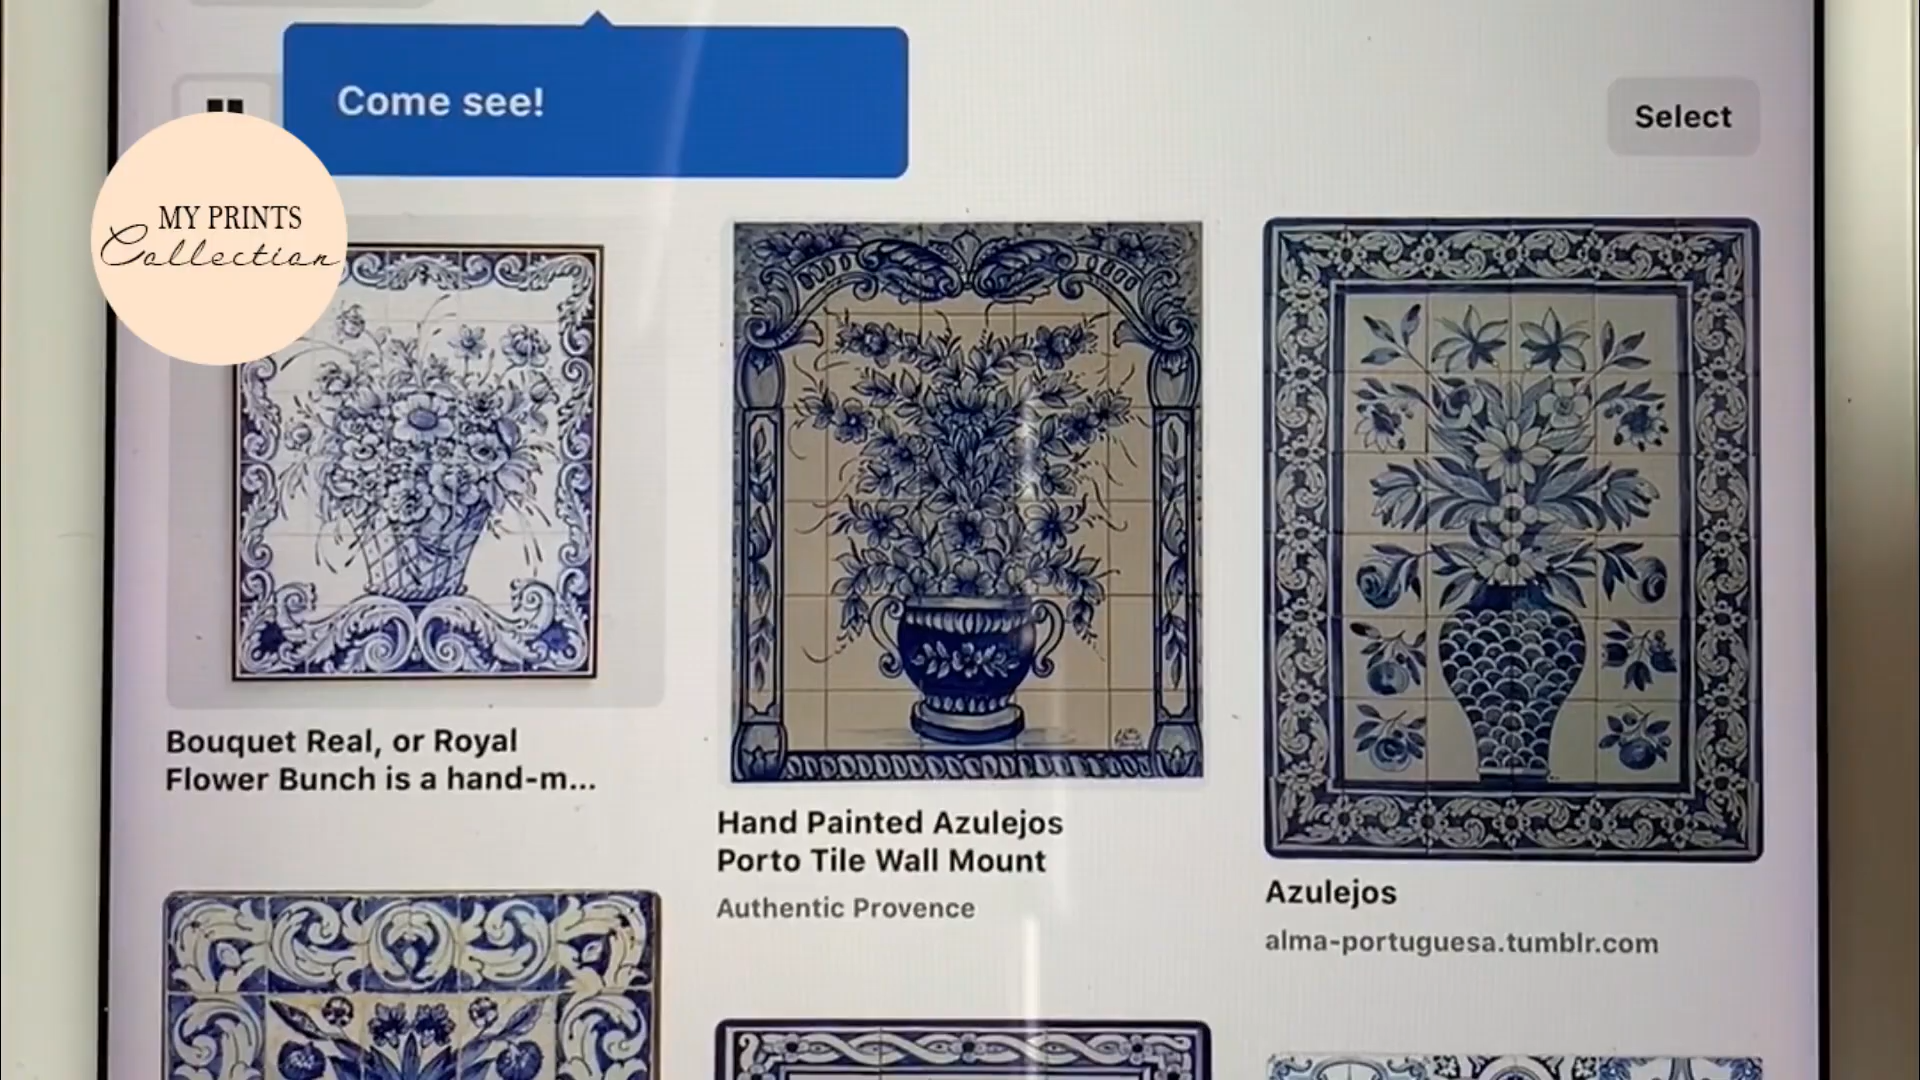 Come see!
Select
MY PRINTS
Collection
Bouquet Real, or Royal
Flower Bunch is a hand-m...
Hand Painted Azulejos
Porto Tile Wall Mount
Authentic Provence
Azulejos
alma-portuguesa.tumblr.com